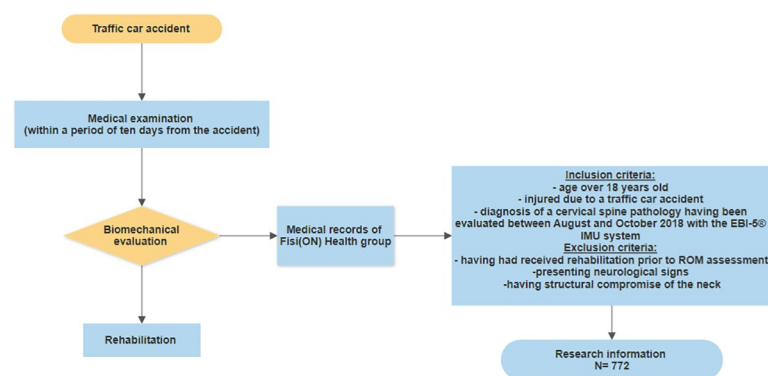 Traffic car accident
Medical examination
(within a period of ten days from the accident)
Biomechanical
evaluation
Rehabilitation
Medical records of
Fisi(ON) Health group
Inclusion criteria:
- age over 18 years old
- injured due to a traffic car accident
- diagnosis of a cervical spine pathology having been
evaluated between August and October 2018 with the EBI-5®
IMU system
Exclusion criteria:
- having had received rehabilitation prior to ROM assessment
-presenting neurological signs
-having structural compromise of the neck
Research information
N= 772